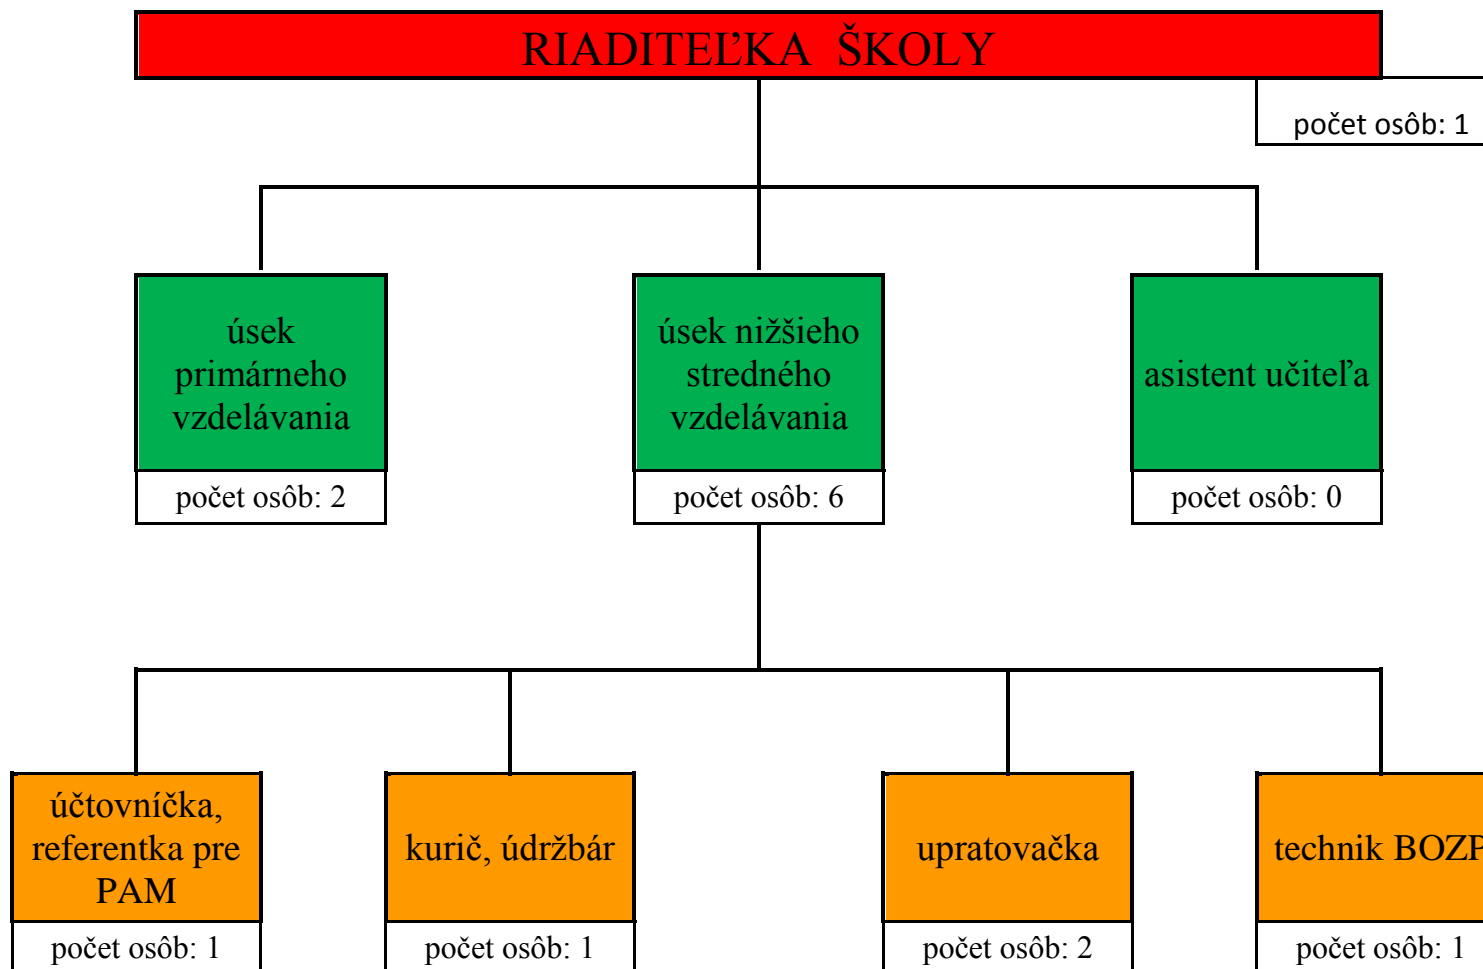 RIADITEĽKA ŠKOLY
počet osôb: 1
úsek
primárneho
vzdelávania
počet osôb: 2
úsek nižšieho
stredného
vzdelávania
počet osôb: 6
asistent učiteľa
počet osôb: 0
účtovníčka,
referentka pre
PAM
počet osôb: 1
kurič, údržbár
počet osôb: 1
upratovačka
počet osôb: 2
technik BOZP
počet osôb: 1